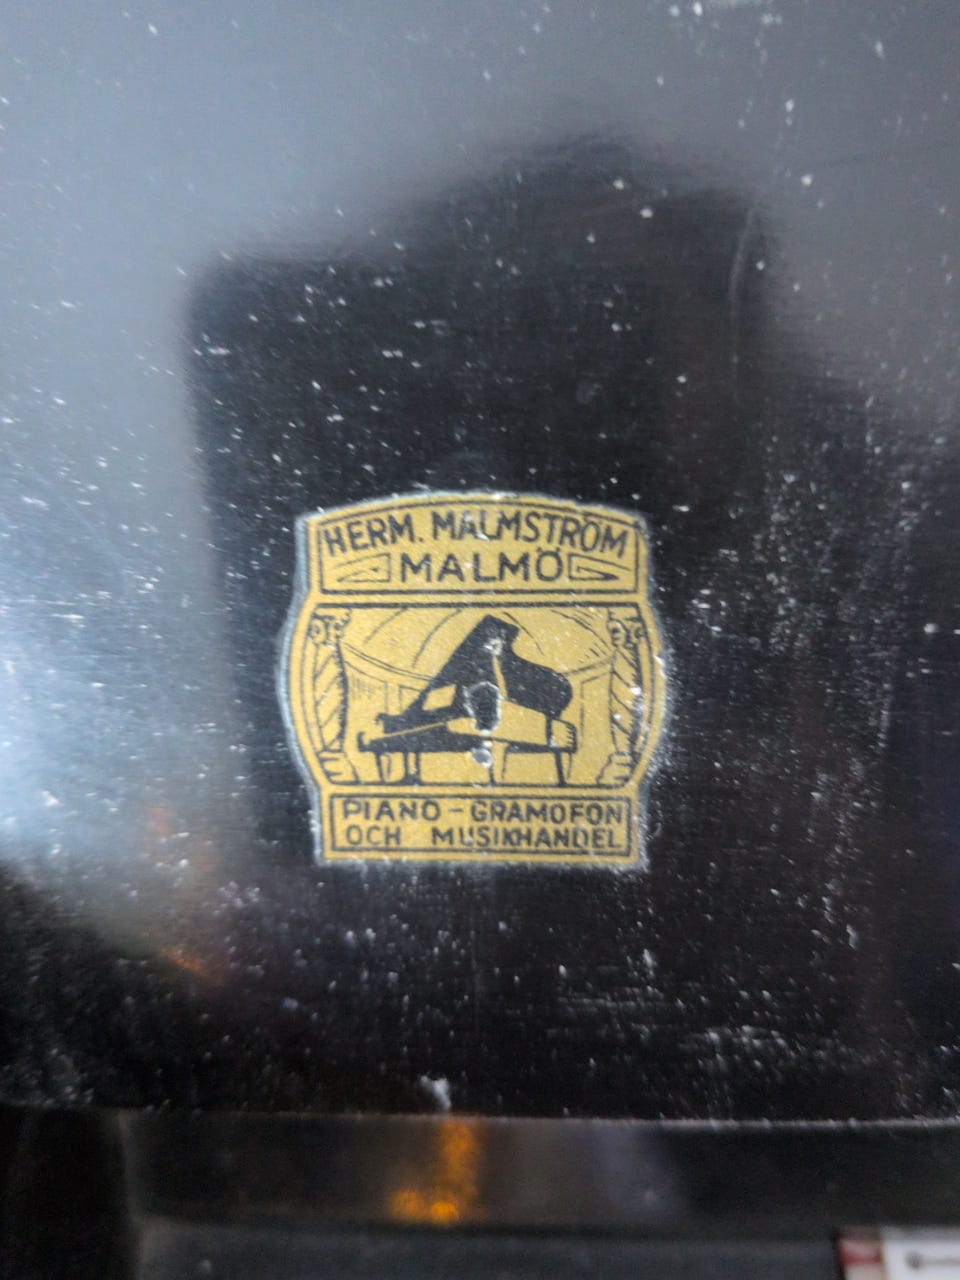 HERM. MALMSTRÖM
MALMÖ
PIANO - GRAMOFON
OCH MUSIKHANDEL